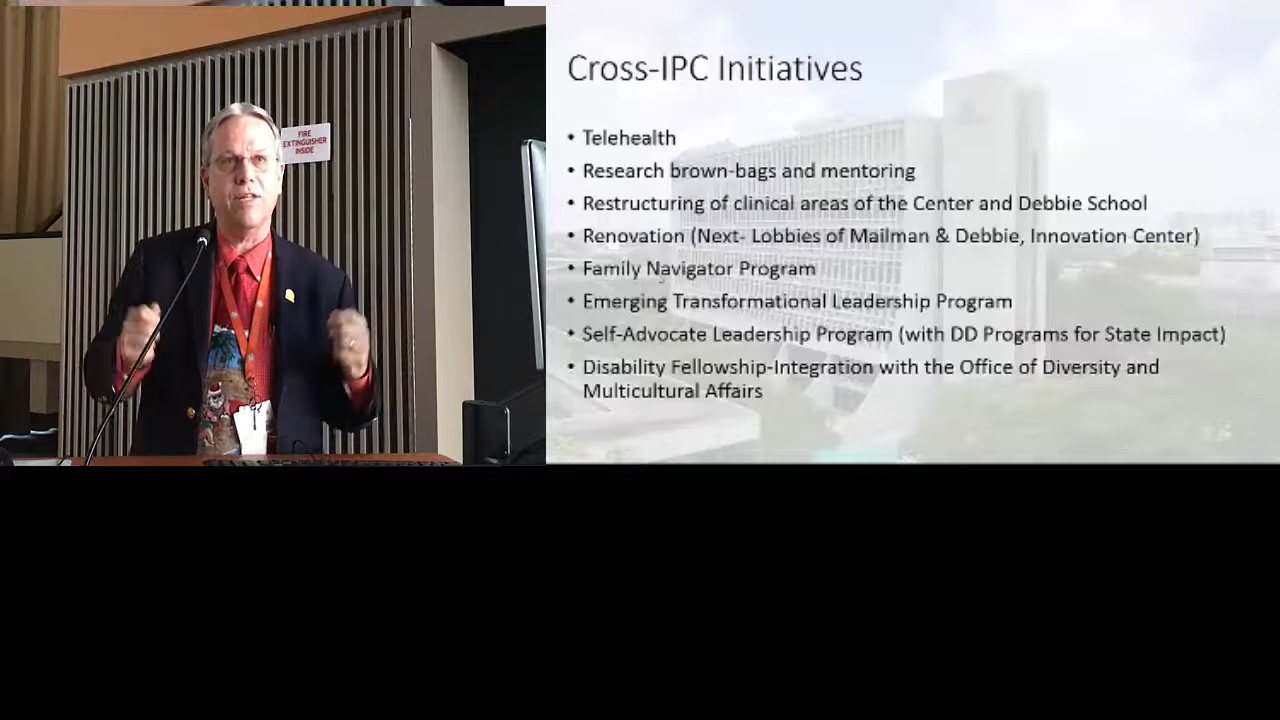 FIRE
EXTINGUISHER
INSIDE
Cross-IPC Initiatives
• Telehealth
• Research brown-bags and mentoring
• Restructuring of clinical areas of the Center and Debbie School
• Renovation (Next- Lobbies of Mailman & Debbie, Innovation Center)
• Family Navigator Program
• Emerging Transformational Leadership Program
• Self-Advocate Leadership Program (with DD Programs for State Impact)
• Disability Fellowship-Integration with the Office of Diversity and
Multicultural Affairs